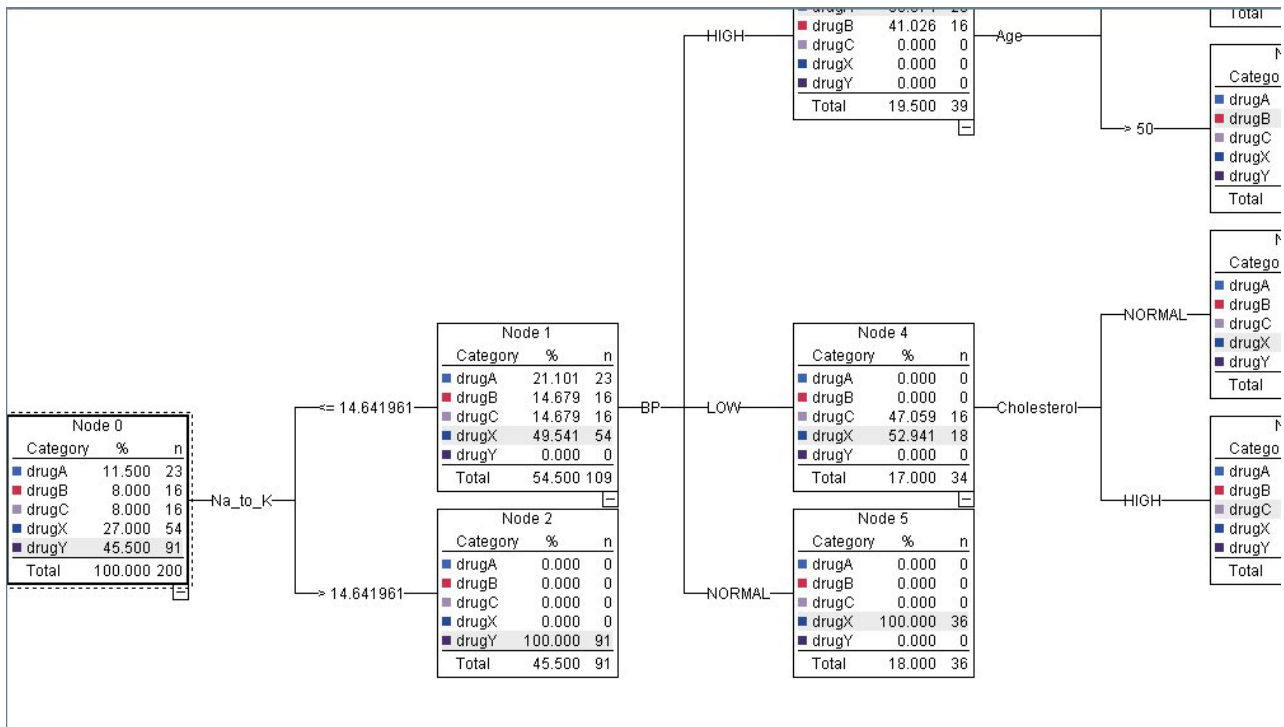 HIGH
drugB 41.026 16
drugC 0.000 0
drugX 0.000 0
drugY 0.000 0
Total 19.500 39
Age
> 50
Total
Catego
drugA
drugB
drugC
drugX
drugY
Total
Node 0
Category % n
drugA 11.500 23
drugB 8.000 16
drugC 8.000 16
drugX 27.000 54
drugY 45.500 91
Total 100.000 200
Na_to_K
<= 14.641961
> 14.641961
Node 1
Category % n
drugA 21.101 23
drugB 14.679 16
drugC 14.679 16
drugX 49.541 54
drugY 0.000 0
Total 54.500 109
Node 2
Category % n
drugA 0.000 0
drugB 0.000 0
drugC 0.000 0
drugX 0.000 0
drugY 100.000 91
Total 45.500 91
BP
LOW
NORMAL
Node 4
Category % n
drugA 0.000 0
drugB 0.000 0
drugC 47.059 16
drugX 52.941 18
drugY 0.000 0
Total 17.000 34
Node 5
Category % n
drugA 0.000 0
drugB 0.000 0
drugC 0.000 0
drugX 100.000 36
drugY 0.000 0
Total 18.000 36
Cholesterol
NORMAL
HIGH
Catego
drugA
drugB
drugC
drugX
drugY
Total
Catego
drugA
drugB
drugC
drugX
drugY
Total